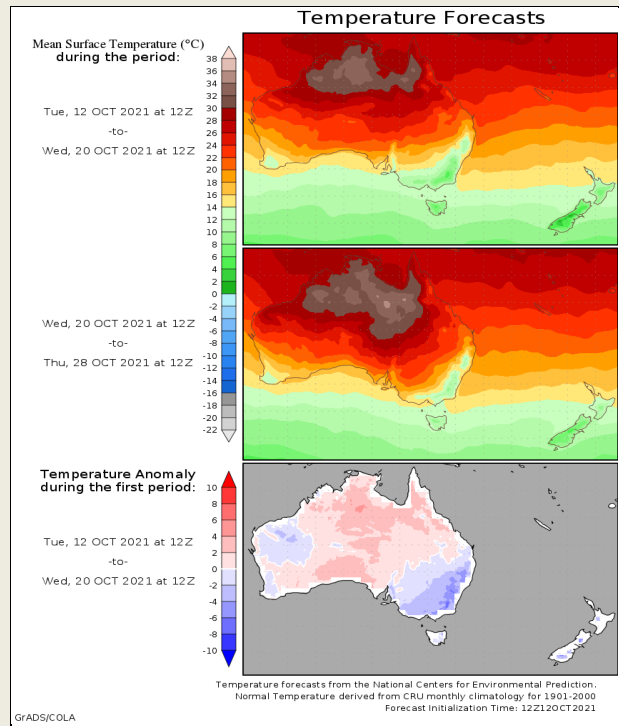 Temperature Forecasts
Mean Surface Temperature (°C)
during the period:
Tue, 12 OCT 2021 at 12Z
-to-
Wed, 20 OCT 2021 at 12Z
38
36
34
32
30
28
26
24
22
20
18
16
14
12
10
8
6
4
2
0
-2
-4
-6
-8
-10
-12
-14
-16
-18
-20
-22
Wed, 20 OCT 2021 at 12Z
-to-
Thu, 28 OCT 2021 at 12Z
Temperature Anomaly
during the first period:
Tue, 12 OCT 2021 at 12Z
-to-
Wed, 20 OCT 2021 at 12Z
10
8
6
4
2
0
-2
-4
-6
-8
-10
Temperature forecasts from the National Centers for Environmental Prediction.
Normal Temperature derived from CRU monthly climatology for 1901-2000
Forecast Initialization Time: 12Z12OCT2021
GrADS/COLA